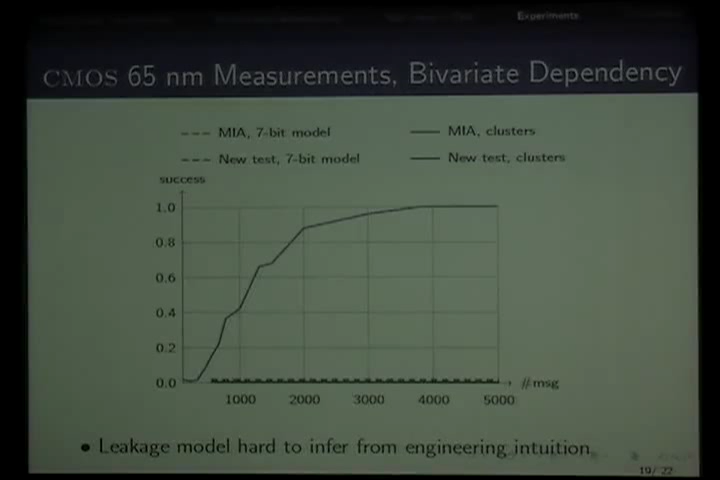 Experiments
CMOS 65 nm Measurements, Bivariate Dependency
MIA, 7-bit model
MIA, clusters
New test, 7-bit model
New test, clusters
success
1.0
0.8
0.6
0.4
0.2
0.0
#msg
1000 2000 3000 4000 5000
• Leakage model hard to infer from engineering intuition
19/22